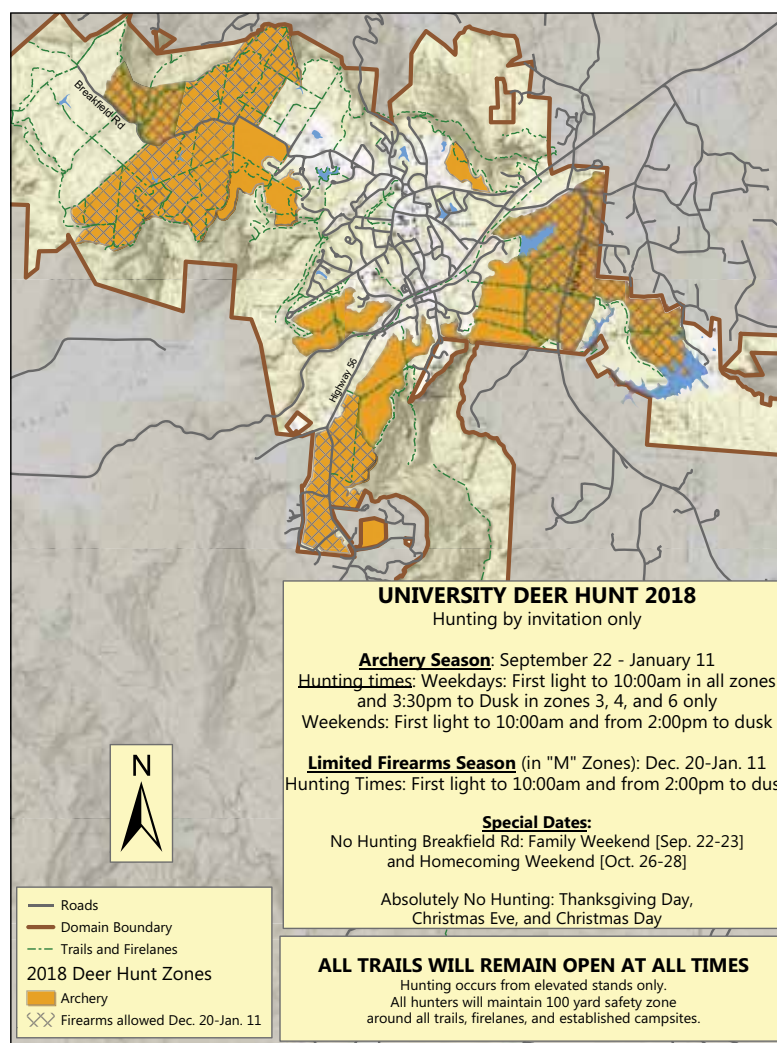 Breakfield Rd
Highway 56
UNIVERSITY DEER HUNT 2018
Hunting by invitation only
Archery Season: September 22 - January 11
Hunting times: Weekdays: First light to 10:00am in all zones
and 3:30pm to Dusk in zones 3, 4, and 6 only
Weekends: First light to 10:00am and from 2:00pm to dusk
Limited Firearms Season (in "M" Zones): Dec. 20-Jan. 11
Hunting Times: First light to 10:00am and from 2:00pm to dus
Special Dates:
No Hunting Breakfield Rd: Family Weekend [Sep. 22-23]
and Homecoming Weekend [Oct. 26-28]
Absolutely No Hunting: Thanksgiving Day,
Christmas Eve, and Christmas Day
N
Roads
Domain Boundary
Trails and Firelanes
2018 Deer Hunt Zones
Archery
Firearms allowed Dec. 20-Jan. 11
ALL TRAILS WILL REMAIN OPEN AT ALL TIMES
Hunting occurs from elevated stands only.
All hunters will maintain 100 yard safety zone
around all trails, firelanes, and established campsites.